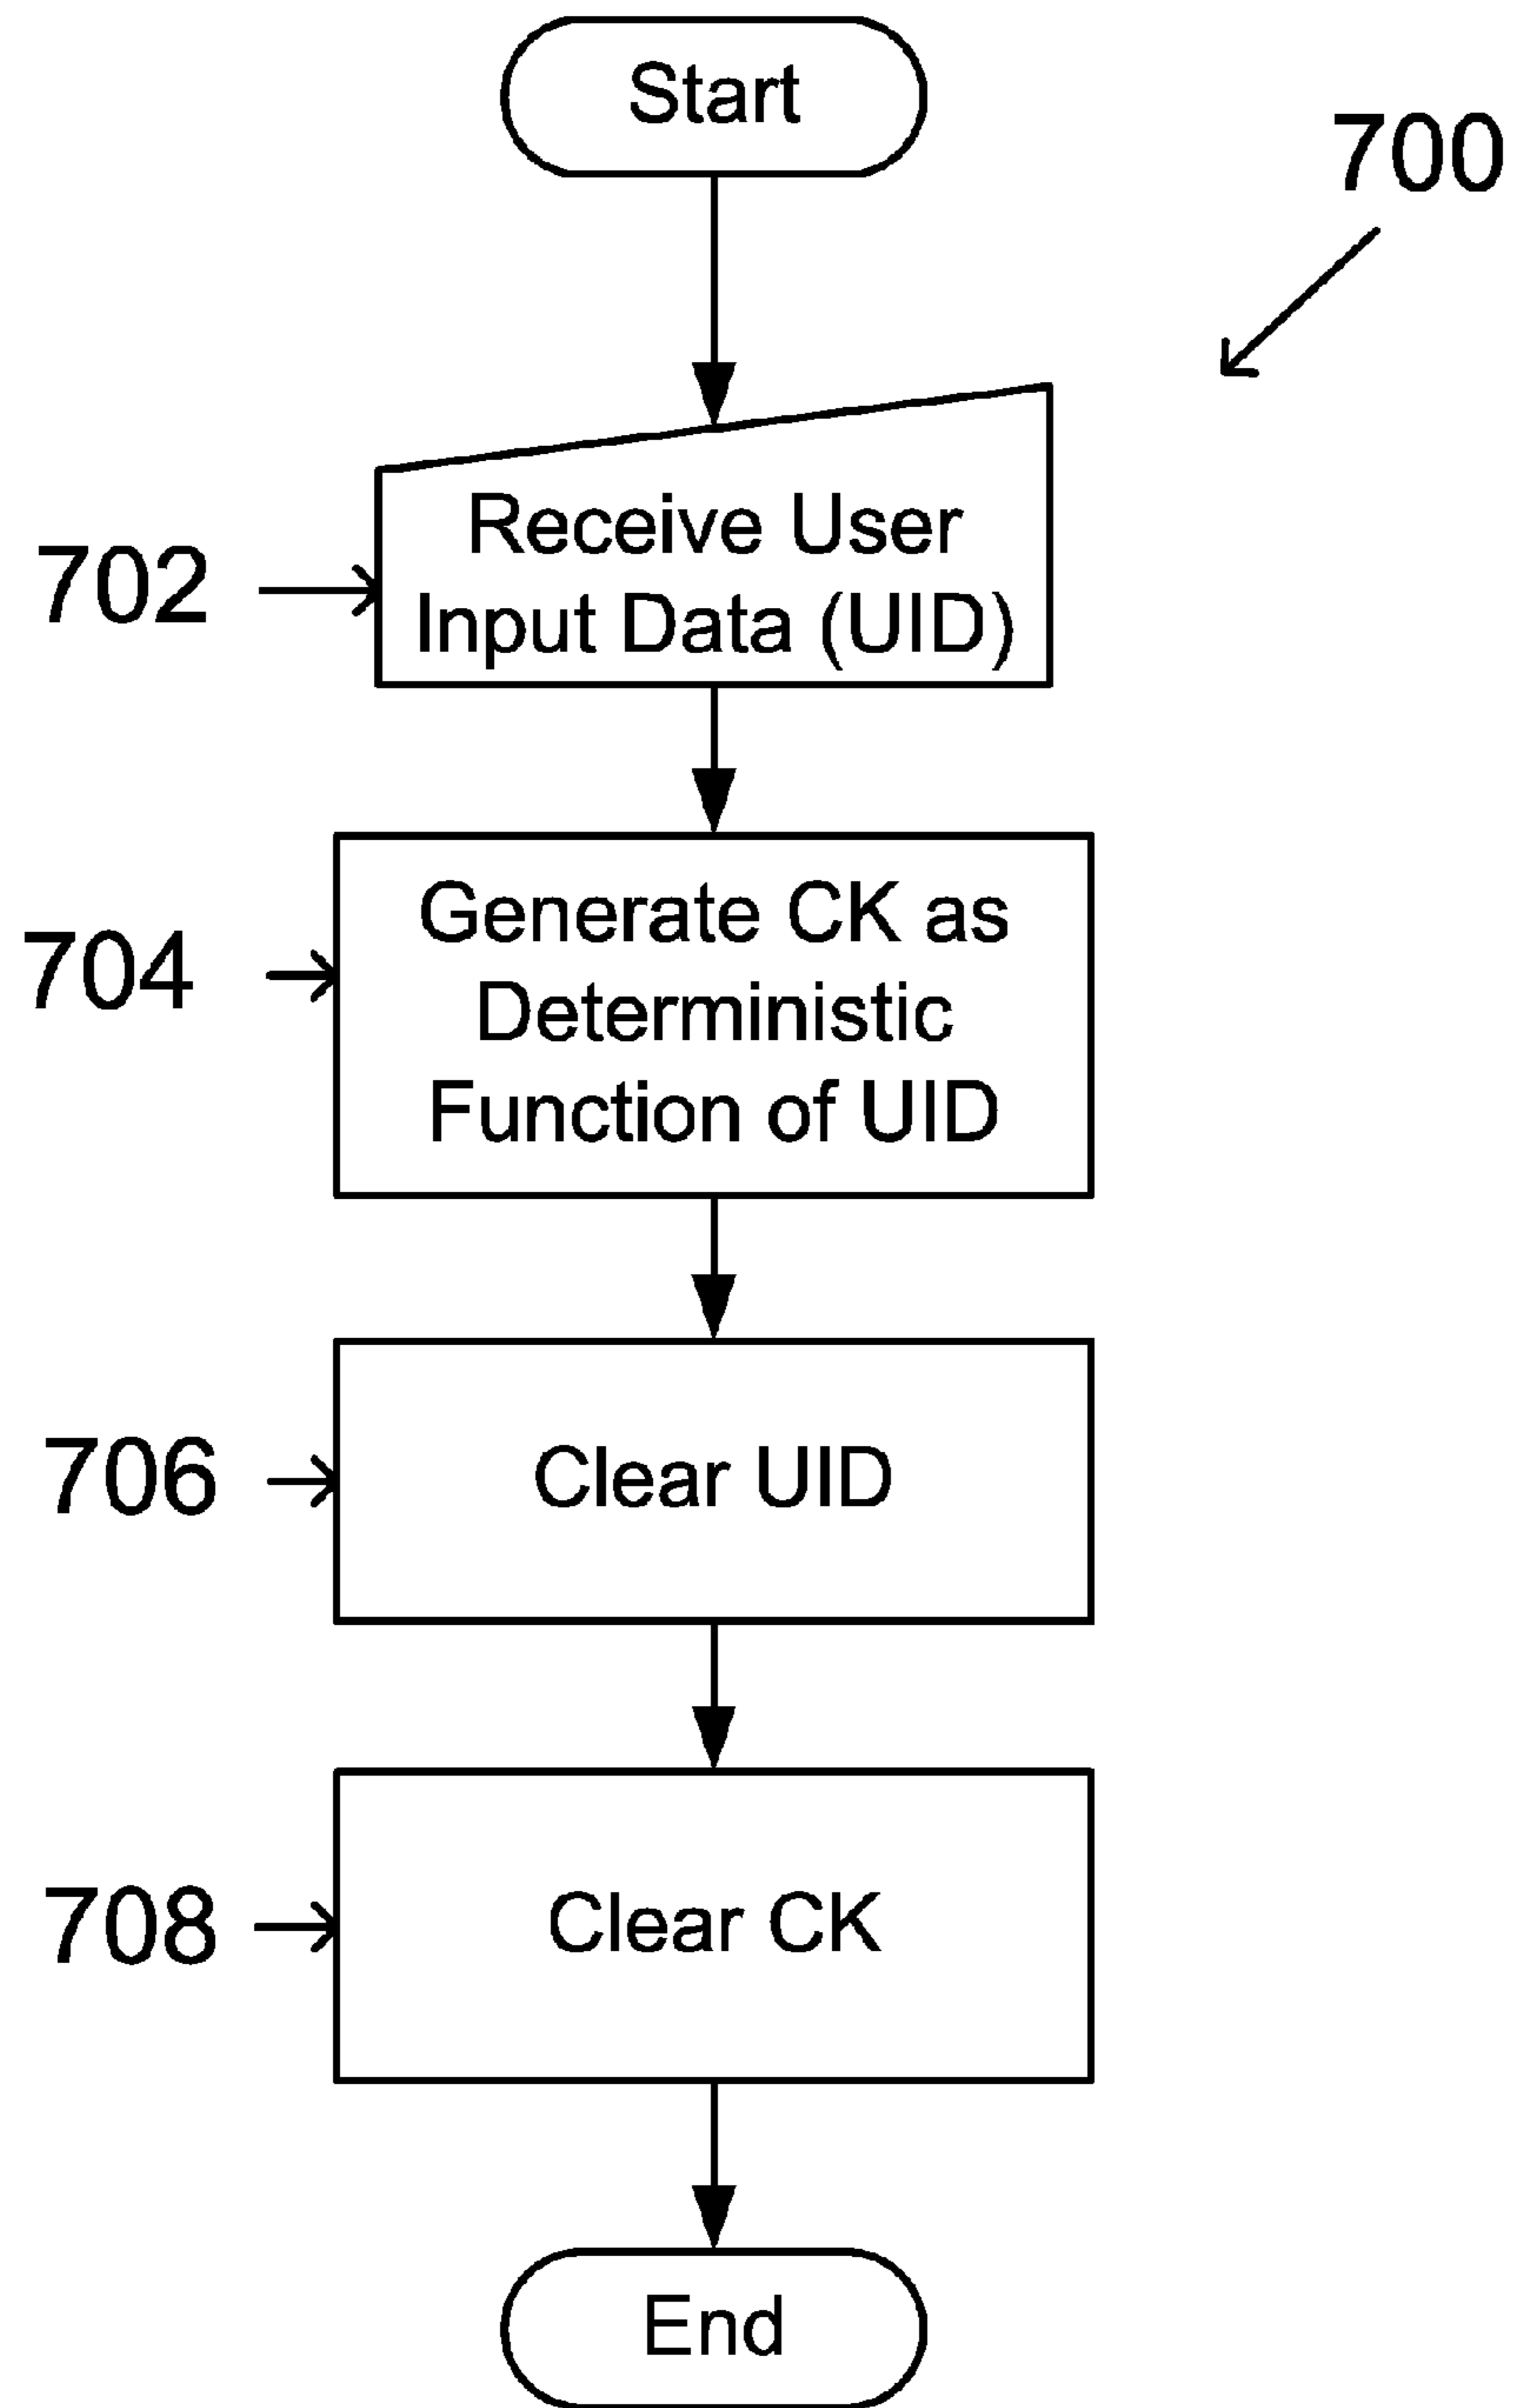 Start
700
702
Receive User
Input Data (UID)
704
Generate CK as
Deterministic
Function of UID
706
Clear UID
708
Clear CK
End